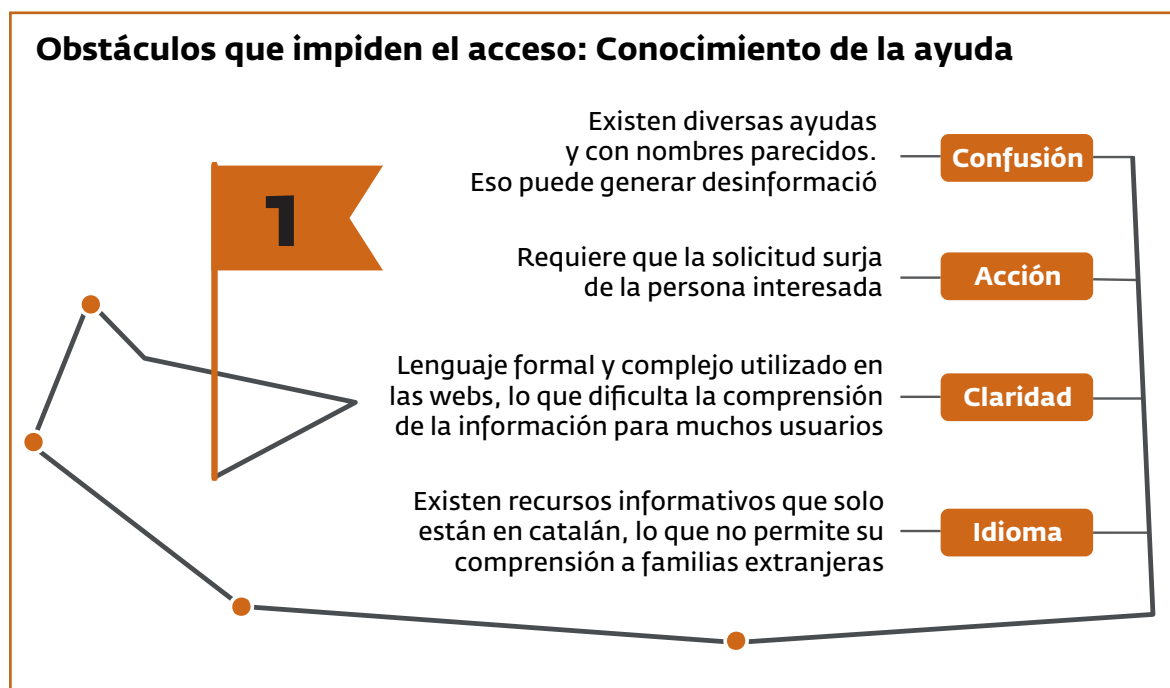 Obstáculos que impiden el acceso: Conocimiento de la ayuda
1
Existen diversas ayudas
y con nombres parecidos.
Eso puede generar desinformació
Confusión
Requiere que la solicitud surja
de la persona interesada
Acción
Lenguaje formal y complejo utilizado en
las webs, lo que dificulta la comprensión
de la información para muchos usuarios
Claridad
Existen recursos informativos que solo
están en catalán, lo que no permite su
comprensión a familias extranjeras
Idioma